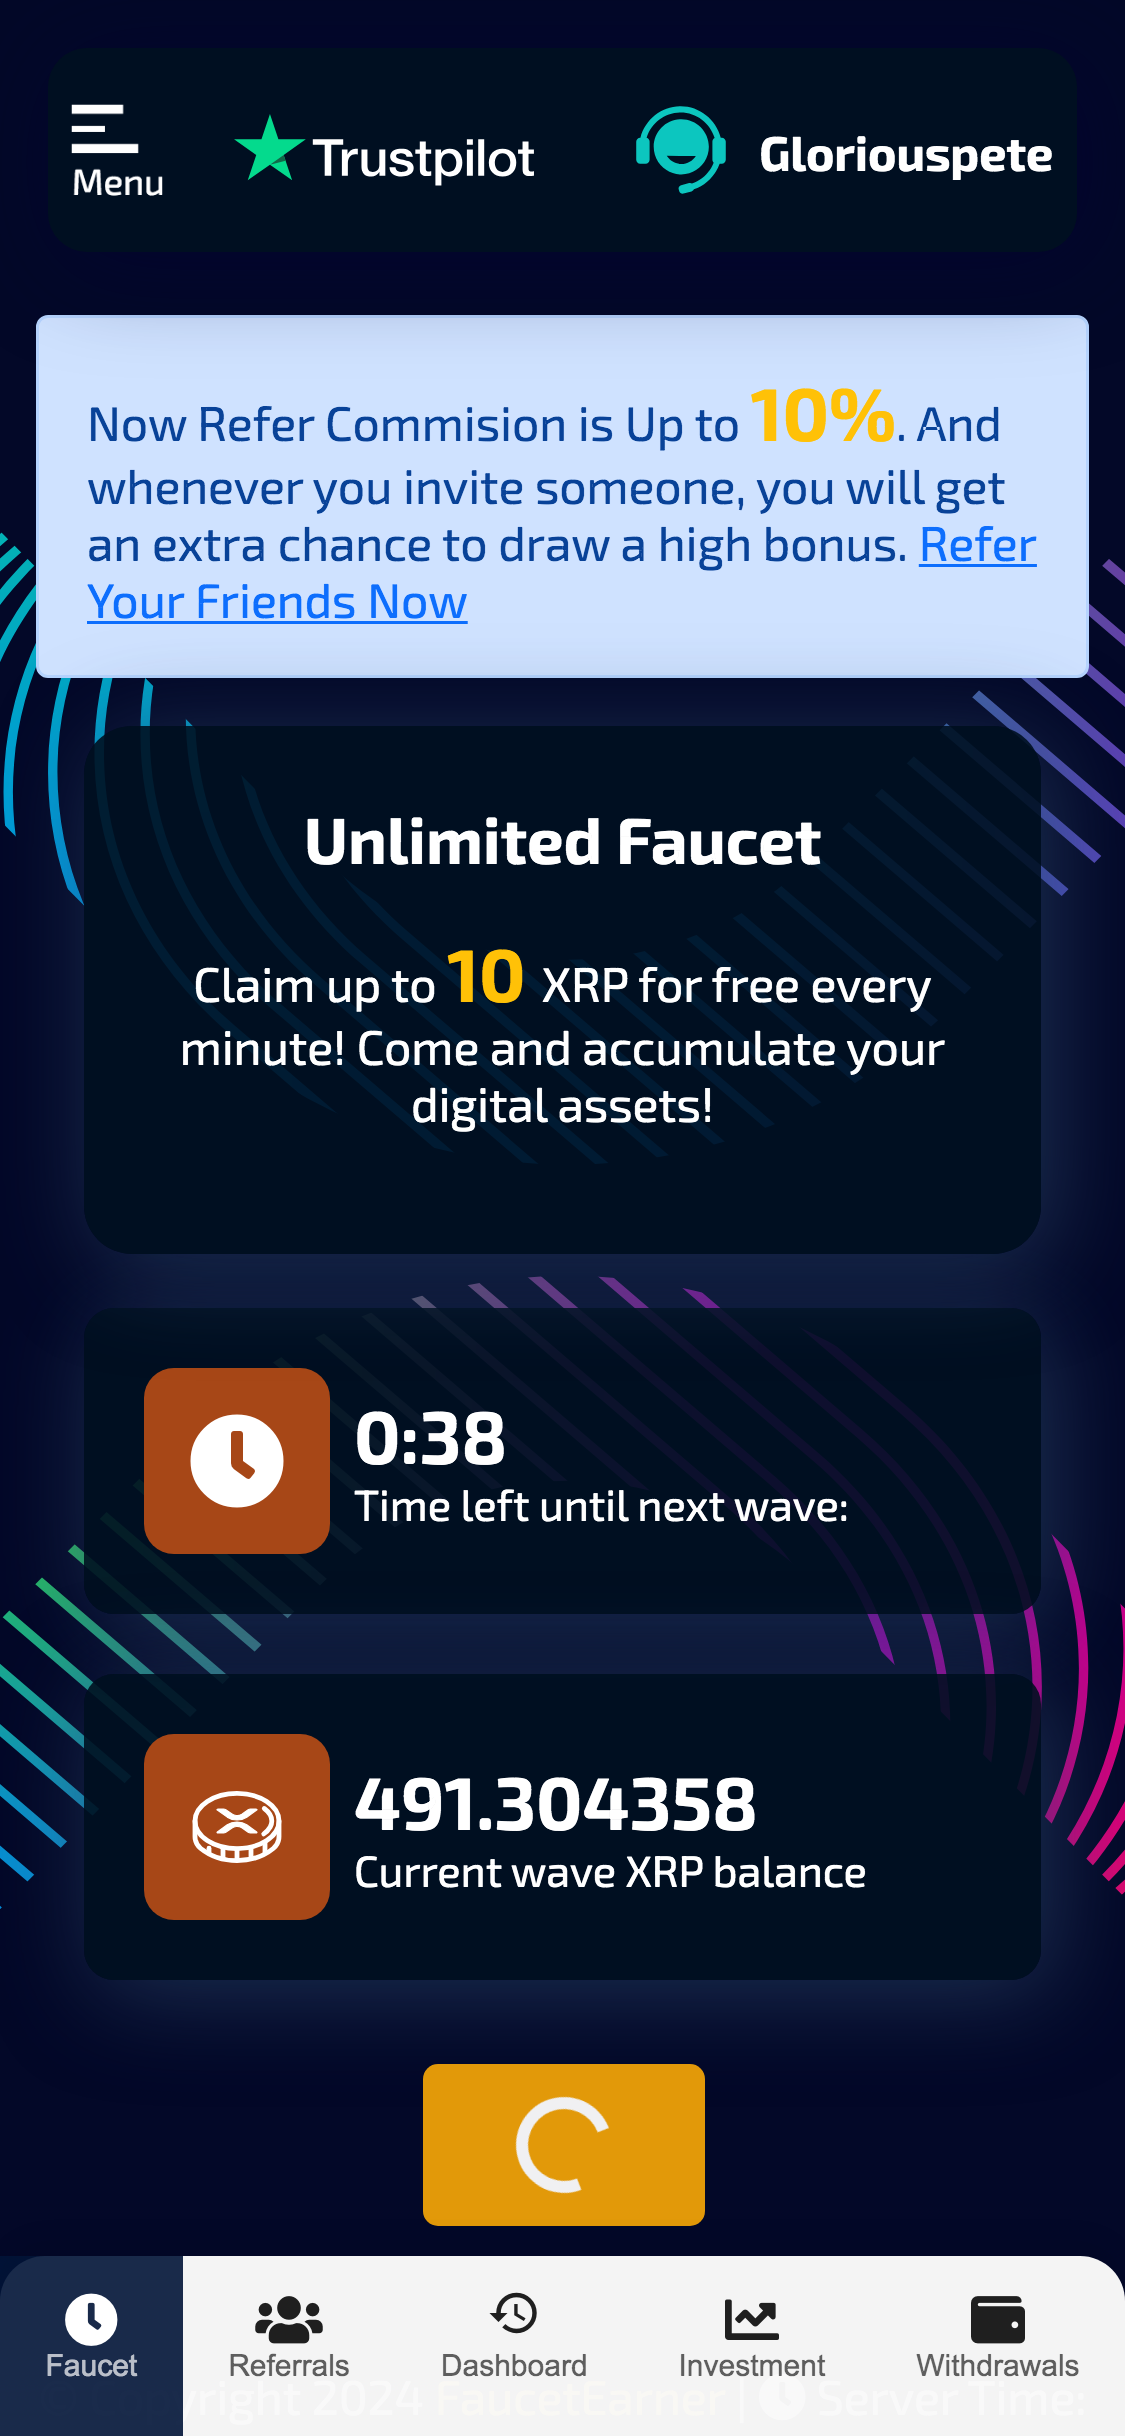 Menu
Trustpilot
Gloriouspete
Now Refer Commision is Up to 10%. And
whenever you invite someone, you will get
an extra chance to draw a high bonus. Refer
Your Friends Now
Unlimited Faucet
Claim up to 10 XRP for free every
minute! Come and accumulate your
digital assets!
0:38
Time left until next wave:
491.304358
Current wave XRP balance
Faucet
Referrals
Dashboard
Investment
Withdrawals
Copyright 2024 FaucetEarner | Server Time: